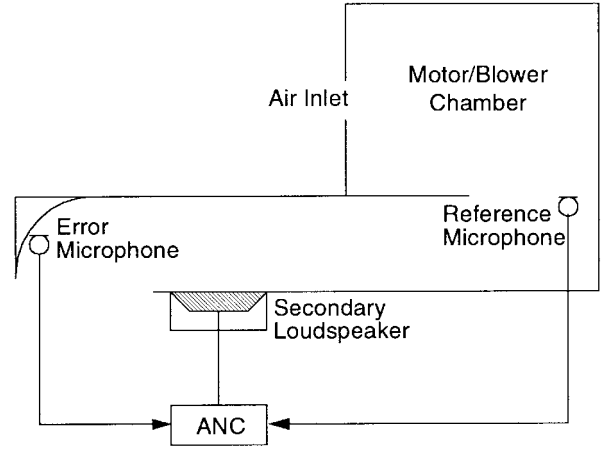 Motor/Blower
Chamber
Air Inlet
Error
Microphone
Reference
Microphone
Secondary
Loudspeaker
ANC